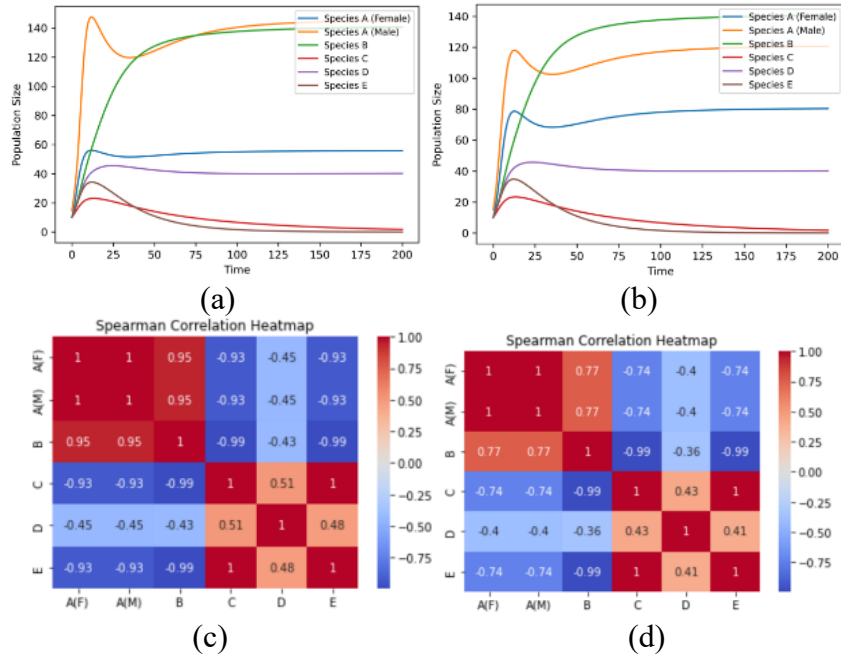 140
120
100
80
60
40
20
0
Population Size
0 25 50 75 100 125 150 175 200
Time
Species A (Female)
Species A (Male)
Species B
Species C
Species D
Species E
(a)
140
120
100
80
60
40
20
0
Population Size
0 25 50 75 100 125 150 175 200
Time
Species A (Female)
Species A (Male)
Species B
Species C
Species D
Species E
(b)
Spearman Correlation Heatmap
A(F) 1 1 0.95 -0.93 -0.45 -0.93
A(M) 1 1 0.95 -0.93 -0.45 -0.93
B 0.95 0.95 1 -0.99 -0.43 -0.99
C -0.93 -0.93 -0.99 1 0.51 1
D -0.45 -0.45 -0.43 0.51 1 0.48
E -0.93 -0.93 -0.99 1 0.48 1
A(F) A(M) B C D E
1.00
0.75
0.50
0.25
0.00
-0.25
-0.50
-0.75
(c)
Spearman Correlation Heatmap
A(F) 1 1 0.77 -0.74 -0.4 -0.74
A(M) 1 1 0.77 -0.74 -0.4 -0.74
B 0.77 0.77 1 -0.99 -0.36 -0.99
C -0.74 -0.74 -0.99 1 0.43 1
D -0.4 -0.4 -0.36 0.43 1 0.41
E -0.74 -0.74 -0.99 1 0.41 1
A(F) A(M) B C D E
1.00
0.75
0.50
0.25
0.00
-0.25
-0.50
-0.75
(d)